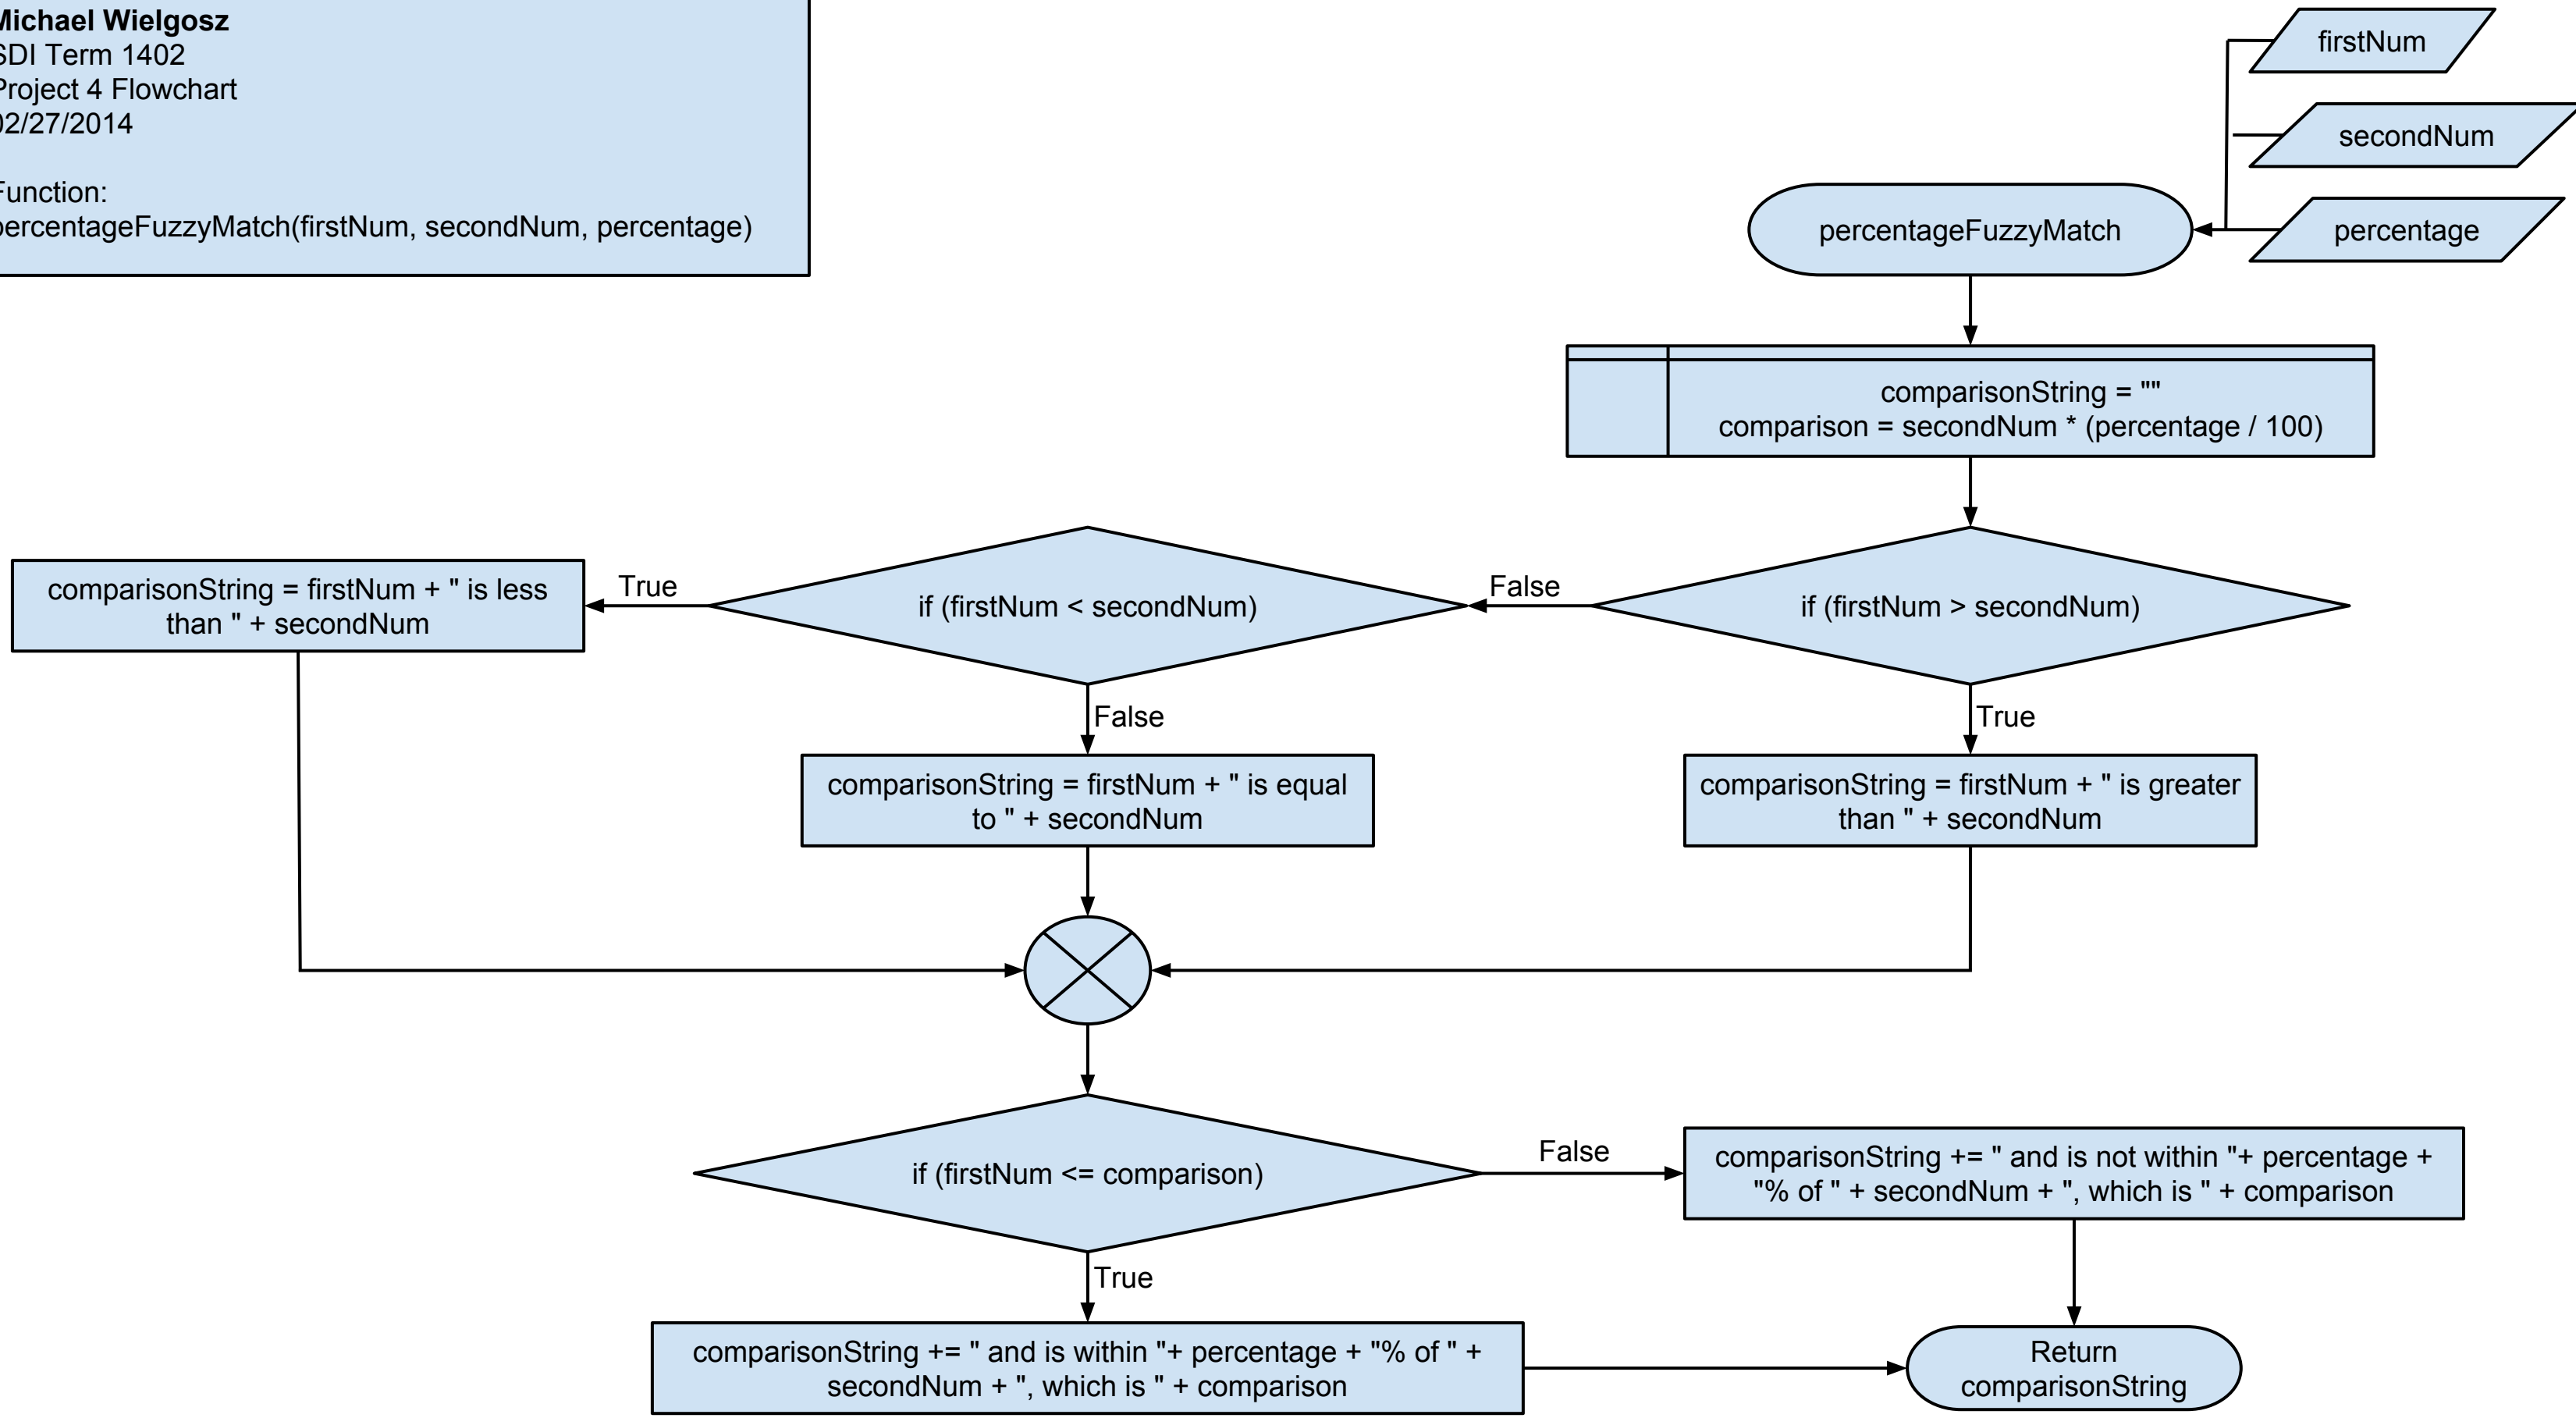 Michael Wielgosz
SDI Term 1402
Project 4 Flowchart
02/27/2014
Function:
percentageFuzzyMatch(firstNum, secondNum, percentage)
firstNum
secondNum
percentage
percentageFuzzyMatch
comparisonString = ""
comparison = secondNum * (percentage / 100)
if (firstNum > secondNum)
False
if (firstNum < secondNum)
True
comparisonString = firstNum + " is less
than " + secondNum
False
True
comparisonString = firstNum + " is equal
to " + secondNum
comparisonString = firstNum + " is greater
than " + secondNum
if (firstNum <= comparison)
False
comparisonString += " and is not within "+ percentage +
"% of " + secondNum + ", which is " + comparison
True
comparisonString += " and is within "+ percentage + "% of " +
secondNum + ", which is " + comparison
Return
comparisonString